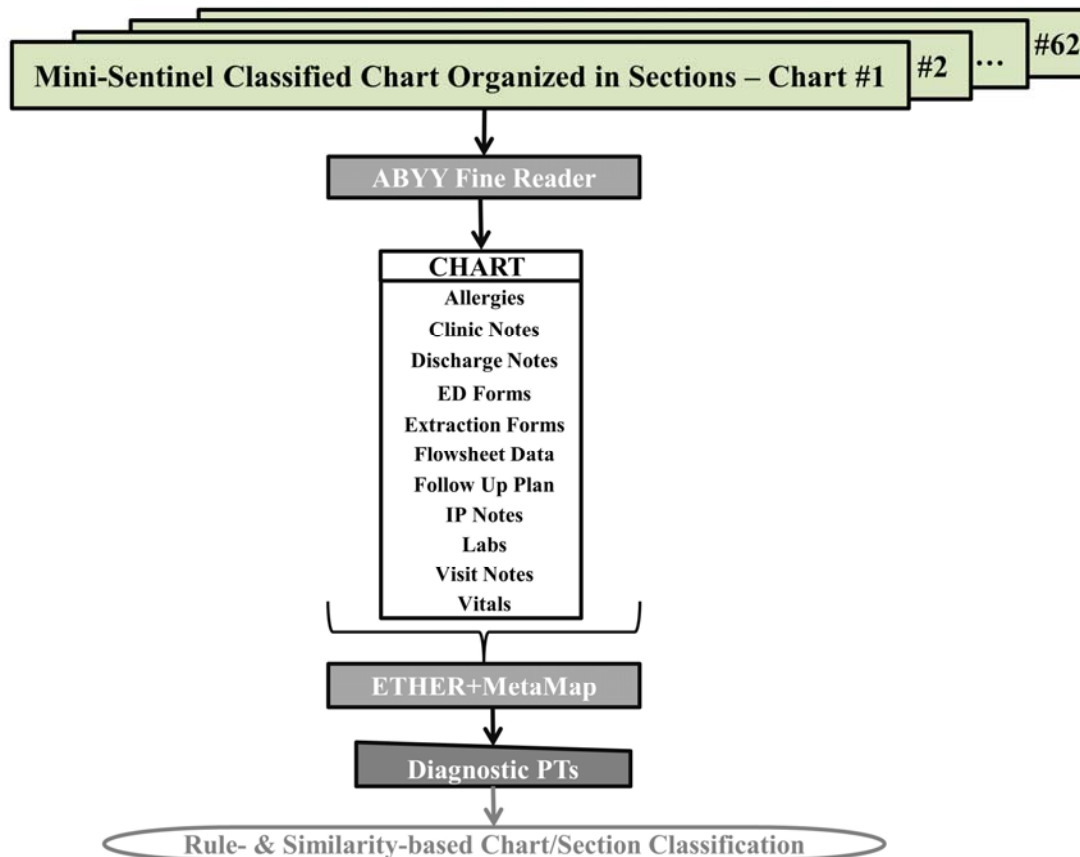 Mini-Sentinel Classified Chart Organized in Sections – Chart #1
#2
...
#62
ABYY Fine Reader
CHART
Allergies
Clinic Notes
Discharge Notes
ED Forms
Extraction Forms
Flowsheet Data
Follow Up Plan
IP Notes
Labs
Visit Notes
Vitals
ETHER+MetaMap
Diagnostic PTs
Rule- & Similarity-based Chart/Section Classification